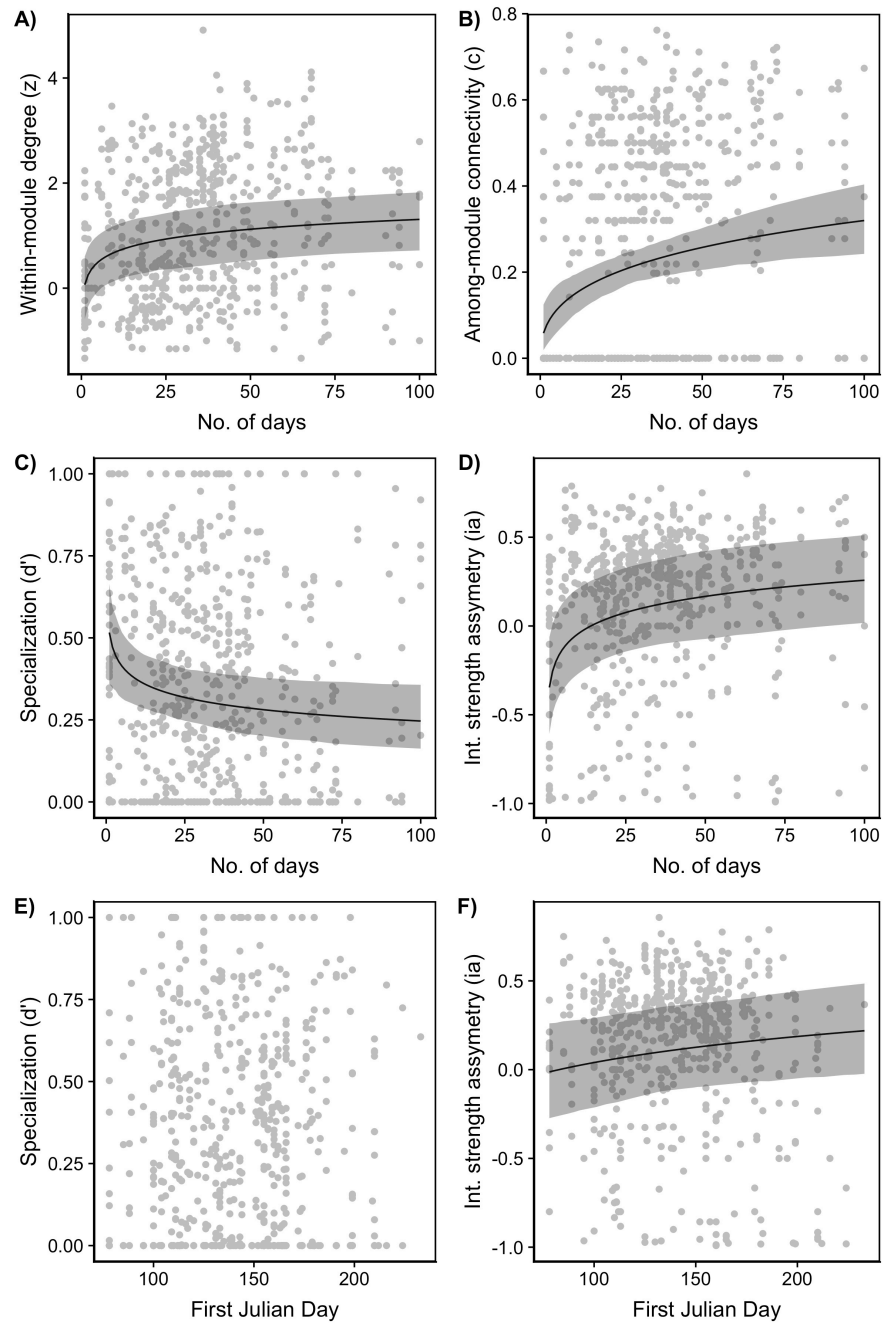 A)
Within-module degree (z)
4
2
0
0
25
50
75
100
No. of days
B)
Among-module connectivity (c)
0.8
0.6
0.4
0.2
0.0
0
25
50
75
100
No. of days
C)
Specialization (d')
1.00
0.75
0.50
0.25
0.00
0
25
50
75
100
No. of days
D)
Int. strength assymetry (ia)
0.5
0.0
-0.5
-1.0
0
25
50
75
100
No. of days
E)
Specialization (d')
1.00
0.75
0.50
0.25
0.00
100
150
200
First Julian Day
F)
Int. strength assymetry (ia)
0.5
0.0
-0.5
-1.0
100
150
200
First Julian Day